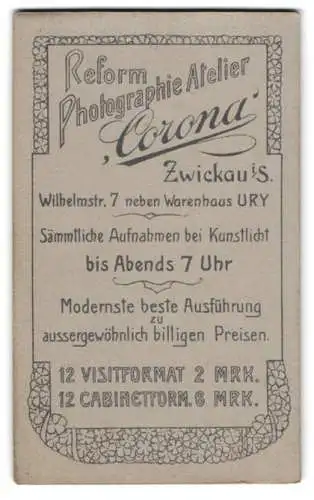 Reform
Photographie Atelier
„Corona“
Zwickau i/S.
Wilhelmstr. 7 neben Warenhaus URY
Sämmtliche Aufnahmen bei Kunstlicht
bis Abends 7 Uhr
Modernste beste Ausführung
zu
aussergewöhnlich billigen Preisen.
12 VISITFORMAT 2 MRK.
12 CABINETFORM. 6 MRK.